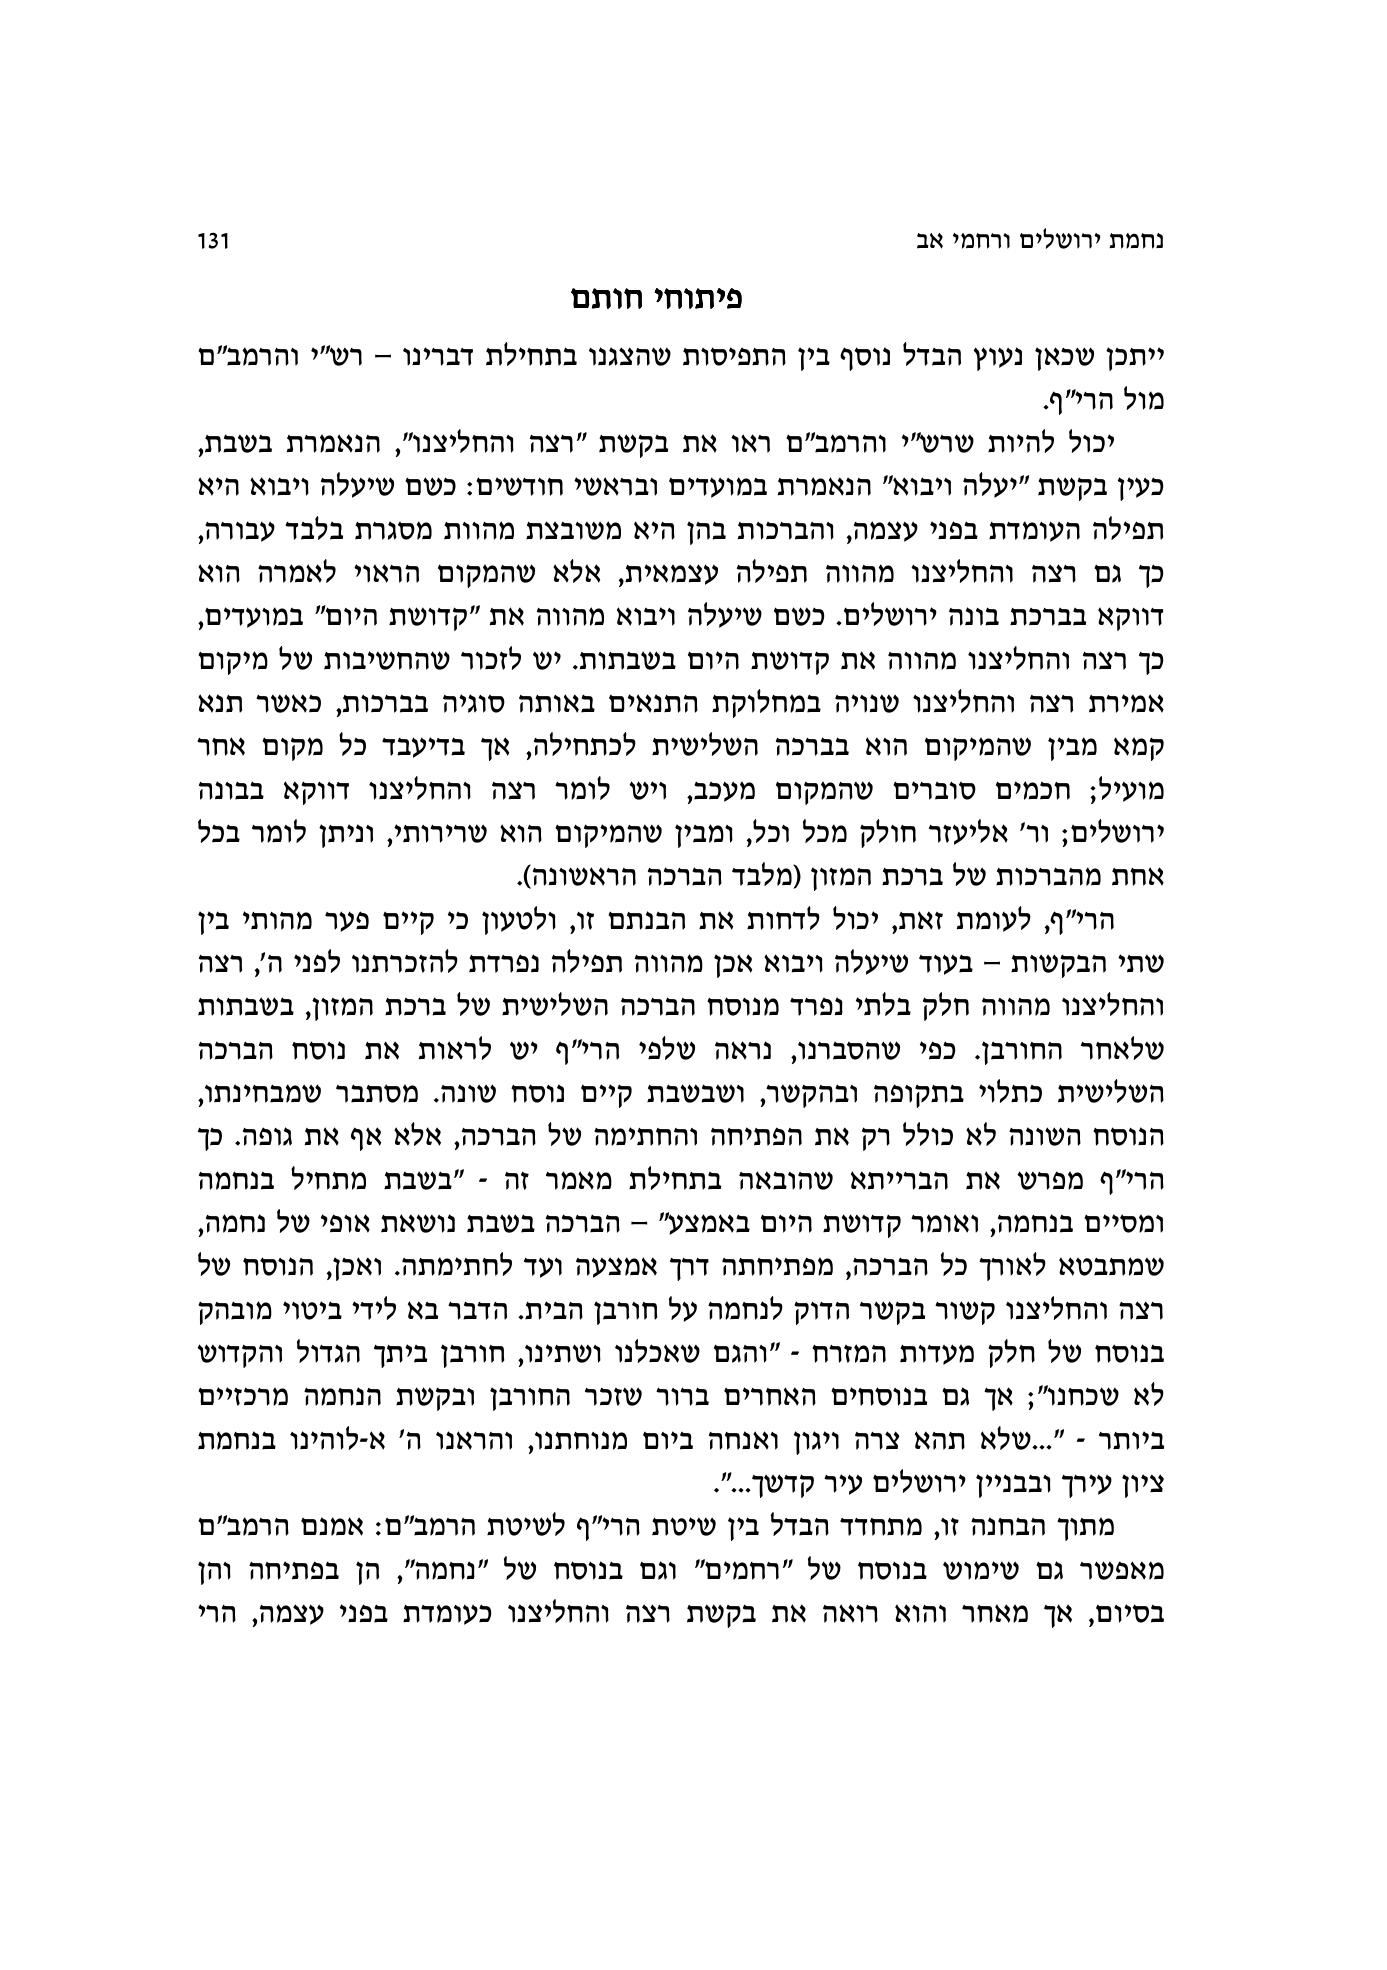 נחמת ירושלים ורחמי אב 131
פיתוחי חותם
ייתכן שכאן נעוץ הבדל נוסף בין התפיסות שהצגנו בתחילת דברינו – רש"י והרמב"ם
מול הרי"ף.
יכול להיות שרש"י והרמב"ם ראו את בקשת "רצה והחליצנו", הנאמרת בשבת,
כעין בקשת "יעלה ויבוא" הנאמרת במועדים ובראשי חודשים: כשם שיעלה ויבוא היא
תפילה העומדת בפני עצמה, והברכות בהן היא משובצת מהוות מסגרת בלבד עבורה,
כך גם רצה והחליצנו מהווה תפילה עצמאית, אלא שהמקום הראוי לאמרה הוא
דווקא בברכת בונה ירושלים. כשם שיעלה ויבוא מהווה את "קדושת היום" במועדים,
כך רצה והחליצנו מהווה את קדושת היום בשבתות. יש לזכור שהחשיבות של מיקום
אמירת רצה והחליצנו שנויה במחלוקת התנאים באותה סוגיה בברכות, כאשר תנא
קמא מבין שהמיקום הוא בברכה השלישית לכתחילה, אך בדיעבד כל מקום אחר
מועיל; חכמים סוברים שהמקום מעכב, ויש לומר רצה והחליצנו דווקא בבונה
ירושלים; ור' אליעזר חולק מכל וכל, ומבין שהמיקום הוא שרירותי, וניתן לומר בכל
אחת מהברכות של ברכת המזון (מלבד הברכה הראשונה).
הרי"ף, לעומת זאת, יכול לדחות את הבנתם זו, ולטעון כי קיים פער מהותי בין
שתי הבקשות – בעוד שיעלה ויבוא אכן מהווה תפילה נפרדת להזכרתנו לפני ה', רצה
והחליצנו מהווה חלק בלתי נפרד מנוסח הברכה השלישית של ברכת המזון, בשבתות
שלאחר החורבן. כפי שהסברנו, נראה שלפי הרי"ף יש לראות את נוסח הברכה
השלישית כתלוי בתקופה ובהקשר, ושבשבת קיים נוסח שונה. מסתבר שמבחינתו,
הנוסח השונה לא כולל רק את הפתיחה והחתימה של הברכה, אלא אף את גופה. כך
הרי"ף מפרש את הברייתא שהובאה בתחילת מאמר זה - "בשבת מתחיל בנחמה
ומסיים בנחמה, ואומר קדושת היום באמצע" – הברכה בשבת נושאת אופי של נחמה,
שמתבטא לאורך כל הברכה, מפתיחתה דרך אמצעה ועד לחתימתה. ואכן, הנוסח של
רצה והחליצנו קשור בקשר הדוק לנחמה על חורבן הבית. הדבר בא לידי ביטוי מובהק
בנוסח של חלק מעדות המזרח - "והגם שאכלנו ושתינו, חורבן ביתך הגדול והקדוש
לא שכחנו"; אך גם בנוסחים האחרים ברור שזכר החורבן ובקשת הנחמה מרכזיים
ביותר - "...שלא תהא צרה ויגון ואנחה ביום מנוחתנו, והראנו ה' א-לוהינו בנחמת
ציון עירך ובבניין ירושלים עיר קדשך...".
מתוך הבחנה זו, מתחדד הבדל בין שיטת הרי"ף לשיטת הרמב"ם: אמנם הרמב"ם
מאפשר גם שימוש בנוסח של "רחמים" וגם בנוסח של "נחמה", הן בפתיחה והן
בסיום, אך מאחר והוא רואה את בקשת רצה והחליצנו כעומדת בפני עצמה, הרי